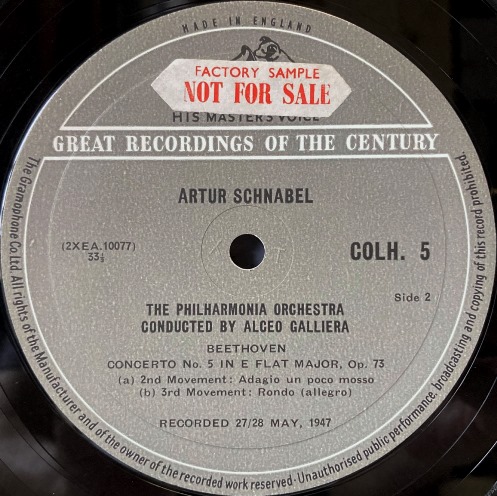 MADE IN ENGLAND
FACTORY SAMPLE
NOT FOR SALE
HIS MASTER'S VOICE
GREAT RECORDINGS OF THE CENTURY
ARTUR SCHNABEL
(2XEA.10077)
33⅓
COLH. 5
Side 2
THE PHILHARMONIA ORCHESTRA
CONDUCTED BY ALCEO GALLIERA
BEETHOVEN
CONCERTO No. 5 IN E FLAT MAJOR, Op. 73
(a) 2nd Movement: Adagio un poco mosso
(b) 3rd Movement: Rondo (allegro)
RECORDED 27/28 MAY, 1947
The Gramophone Co. Ltd. All rights of the Manufacturer and of the owner of the recorded work reserved · Unauthorised public performance, broadcasting and copying of this record prohibited.